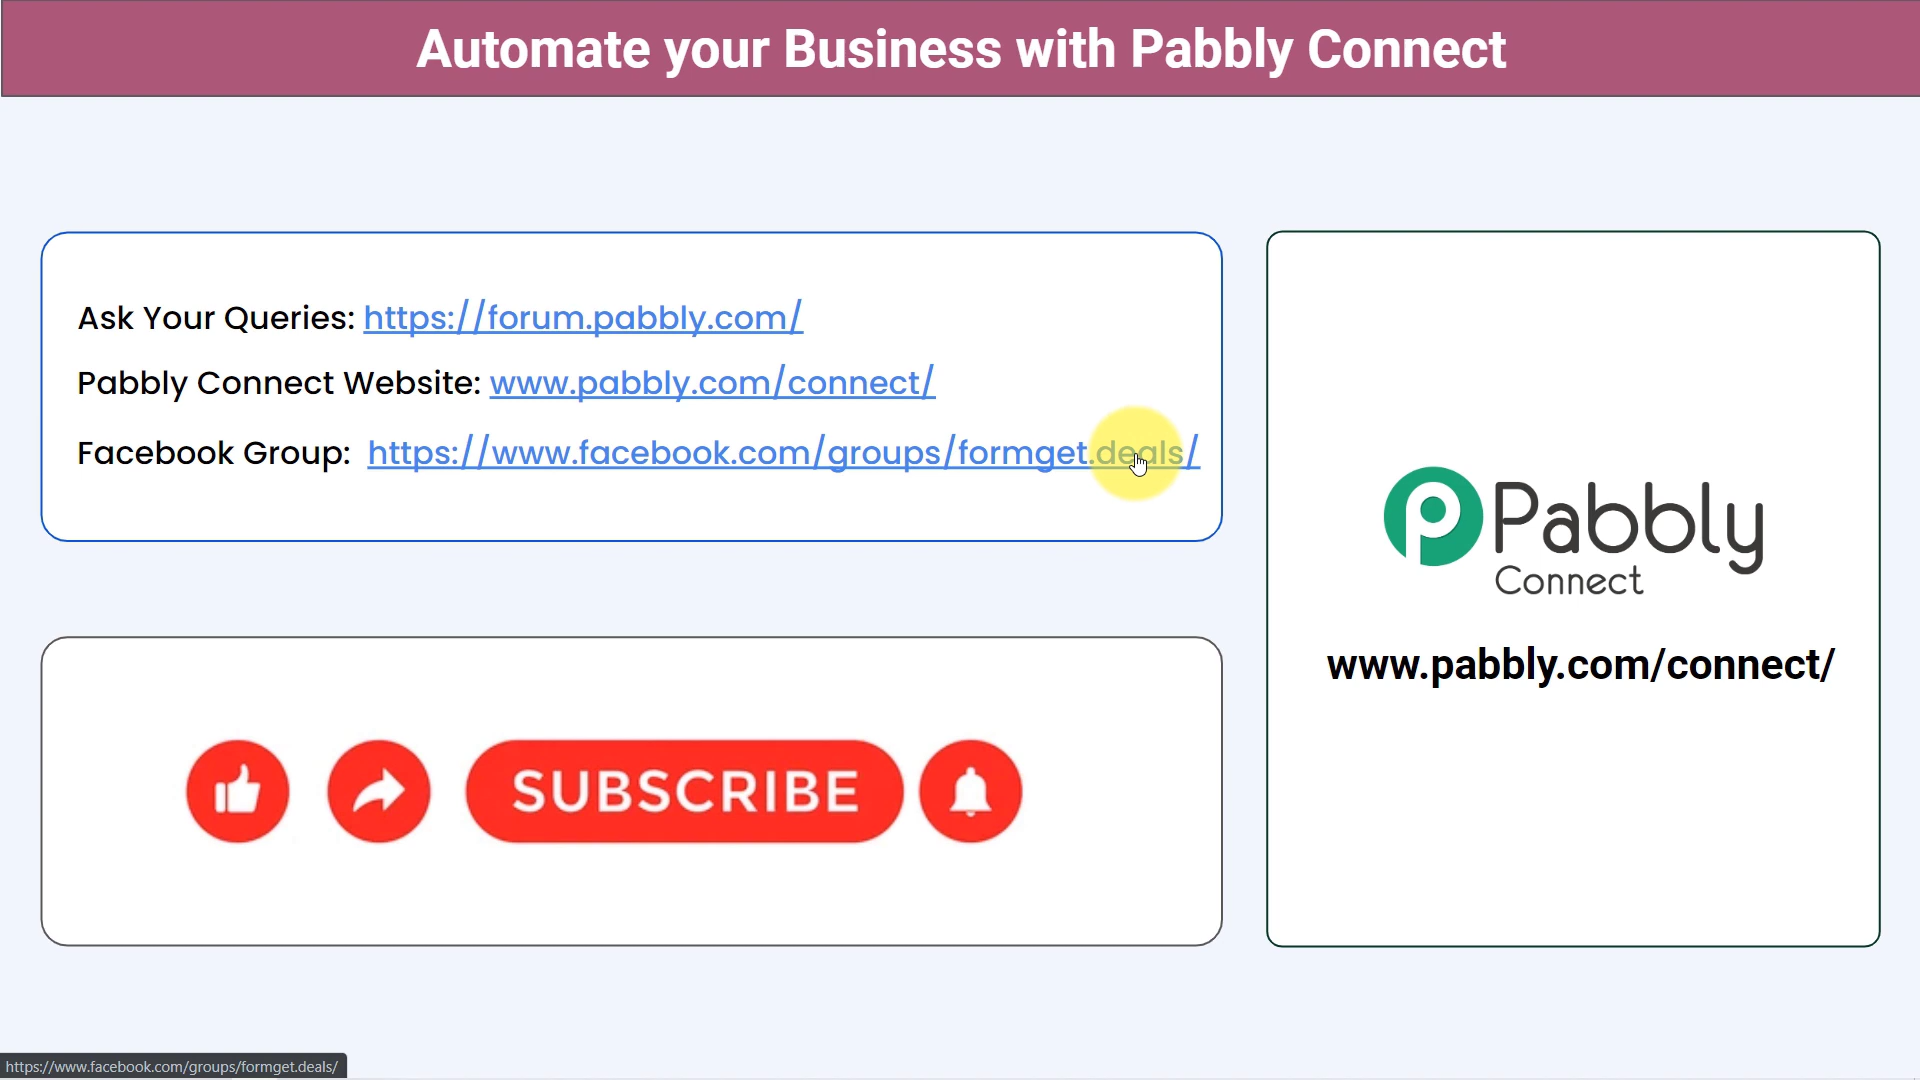 Automate your Business with Pabbly Connect
Ask Your Queries: https://forum.pabbly.com/
Pabbly Connect Website: www.pabbly.com/connect/
Facebook Group: https://www.facebook.com/groups/formget.deals/
Pabbly
Connect
www.pabbly.com/connect/
SUBSCRIBE
https://www.facebook.com/groups/formget.deals/